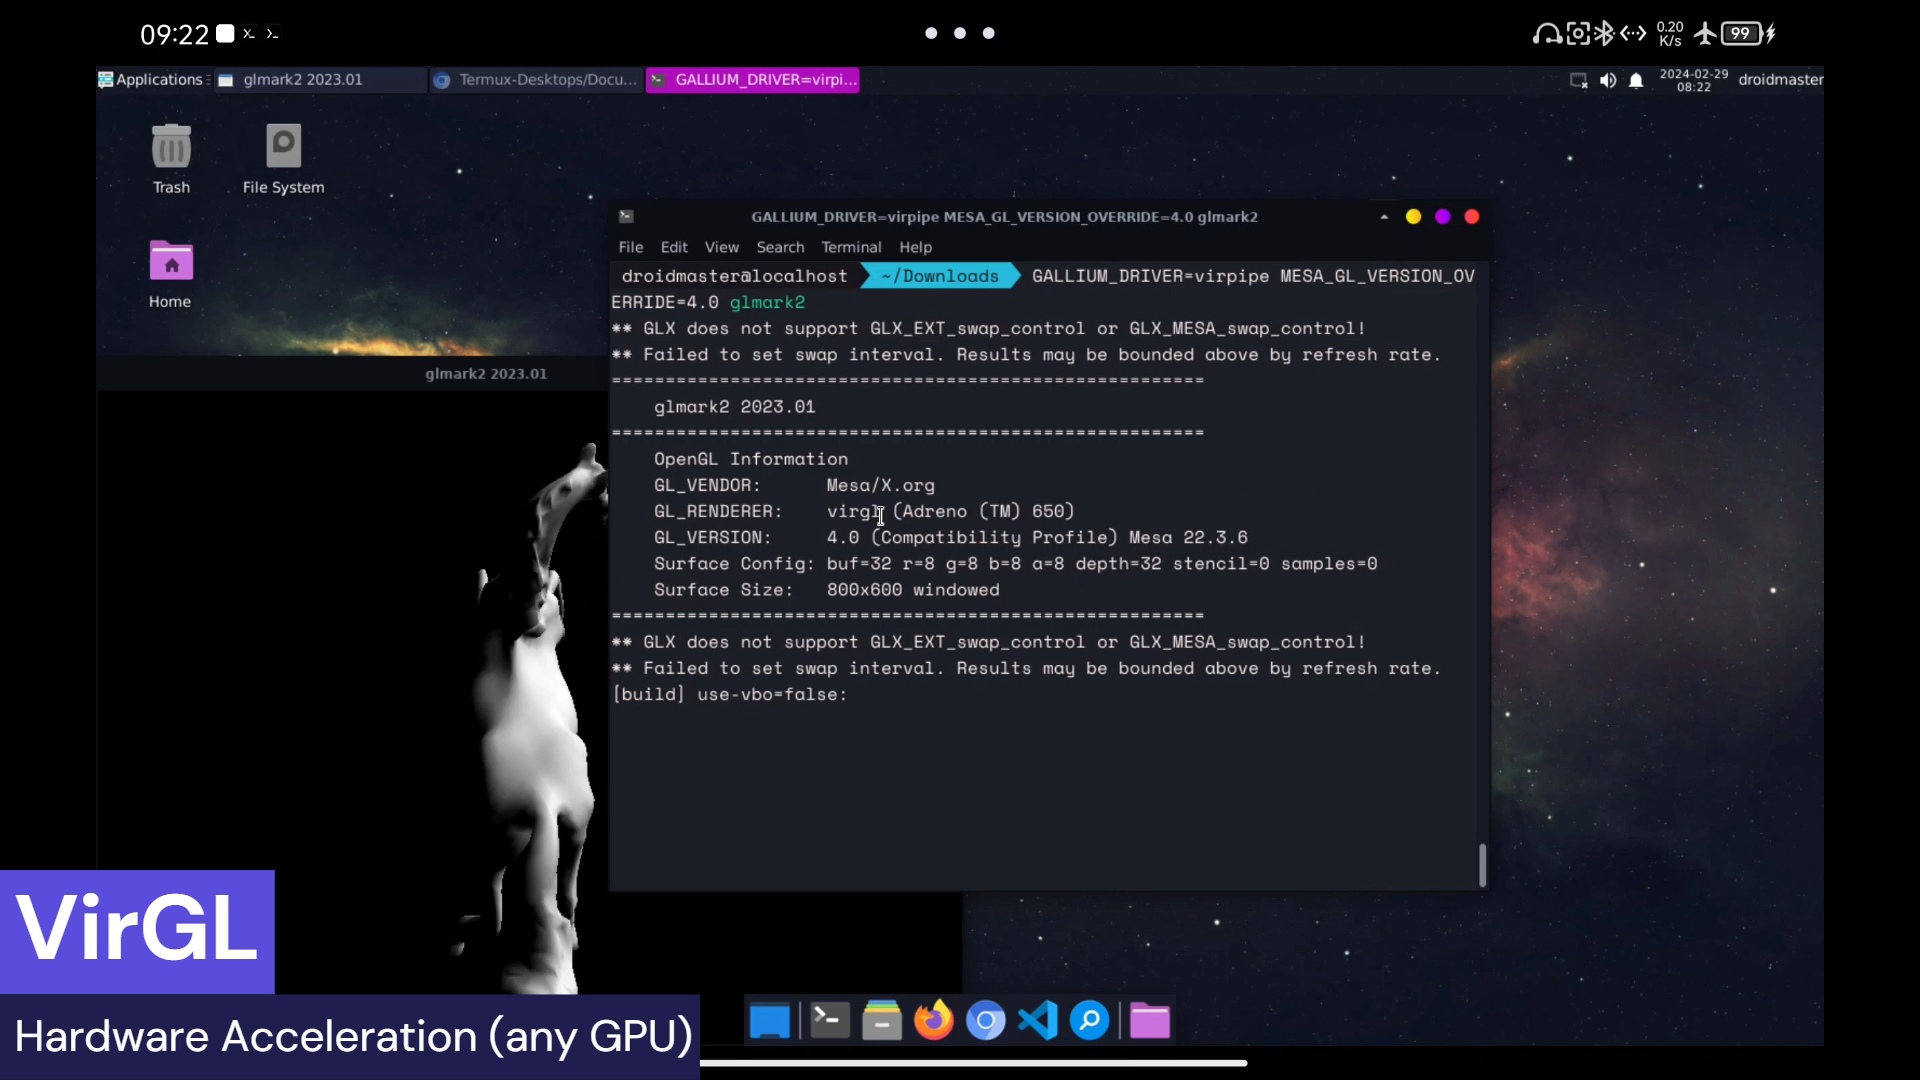 09:22
0.20
K/s
99
Applications
glmark2 2023.01
Termux-Desktops/Docu...
GALLIUM_DRIVER=virpi...
2024-02-29
08:22
droidmaster
Trash
File System
Home
GALLIUM_DRIVER=virpipe MESA_GL_VERSION_OVERRIDE=4.0 glmark2
File Edit View Search Terminal Help
droidmaster@localhost ~/Downloads GALLIUM_DRIVER=virpipe MESA_GL_VERSION_OV
ERRIDE=4.0 glmark2
** GLX does not support GLX_EXT_swap_control or GLX_MESA_swap_control!
** Failed to set swap interval. Results may be bounded above by refresh rate.
=======================================================
glmark2 2023.01
=======================================================
OpenGL Information
GL_VENDOR: Mesa/X.org
GL_RENDERER: virgl (Adreno (TM) 650)
GL_VERSION: 4.0 (Compatibility Profile) Mesa 22.3.6
Surface Config: buf=32 r=8 g=8 b=8 a=8 depth=32 stencil=0 samples=0
Surface Size: 800x600 windowed
=======================================================
** GLX does not support GLX_EXT_swap_control or GLX_MESA_swap_control!
** Failed to set swap interval. Results may be bounded above by refresh rate.
[build] use-vbo=false:
glmark2 2023.01
VirGL
Hardware Acceleration (any GPU)